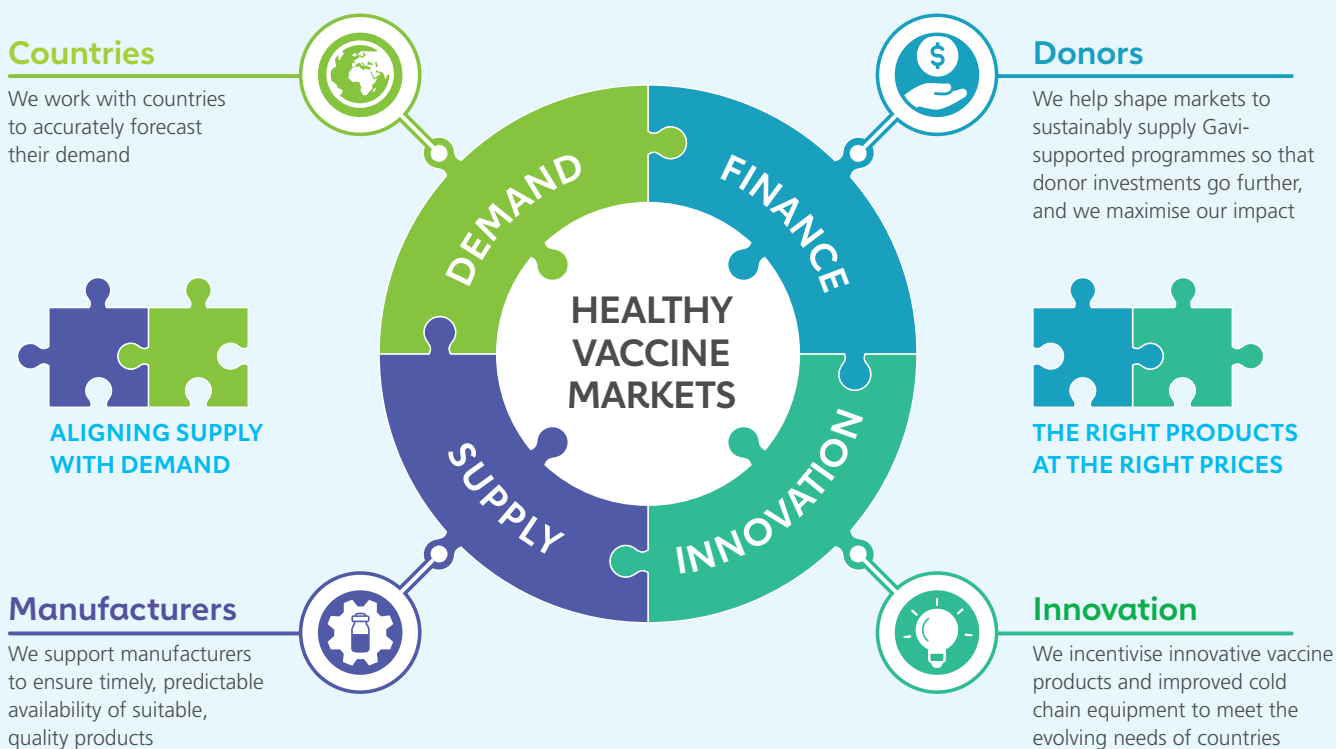 Countries
We work with countries
to accurately forecast
their demand
Donors
We help shape markets to
sustainably supply Gavi-
supported programmes so that
donor investments go further,
and we maximise our impact
$
DEMAND
FINANCE
HEALTHY
VACCINE
MARKETS
SUPPLY
INNOVATION
ALIGNING SUPPLY
WITH DEMAND
THE RIGHT PRODUCTS
AT THE RIGHT PRICES
Manufacturers
We support manufacturers
to ensure timely, predictable
availability of suitable,
quality products
Innovation
We incentivise innovative vaccine
products and improved cold
chain equipment to meet the
evolving needs of countries